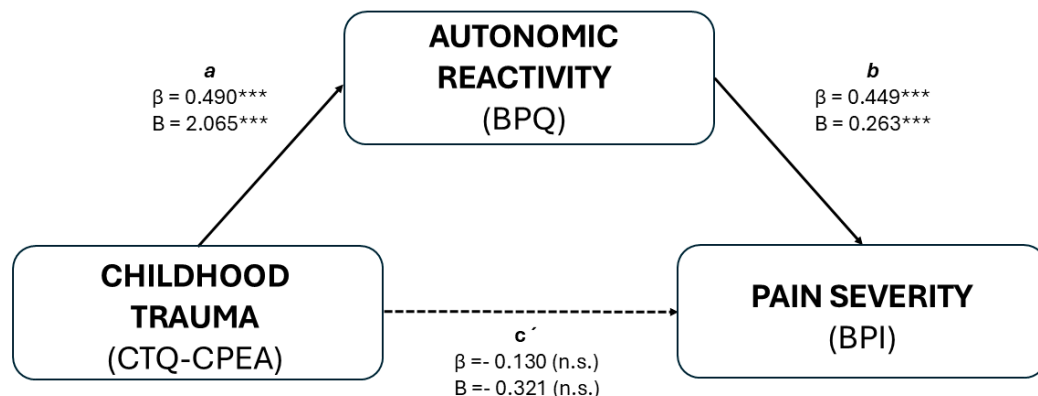 AUTONOMIC
REACTIVITY
(BPQ)
a
β = 0.490***
B = 2.065***
b
β = 0.449***
B = 0.263***
CHILDHOOD
TRAUMA
(CTQ-CPEA)
c´
β =- 0.130 (n.s.)
B =- 0.321 (n.s.)
PAIN SEVERITY
(BPI)